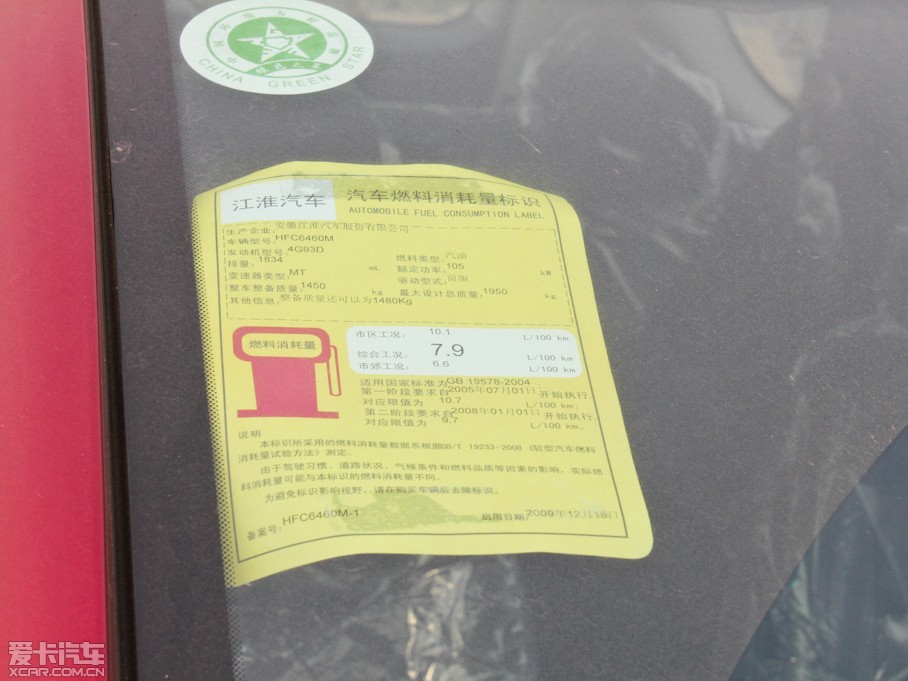 中国环境友好
绿色之星
CHINA GREEN STAR
江淮汽车 汽车燃料消耗量标识
AUTOMOBILE FUEL CONSUMPTION LABEL
生产企业:安徽江淮汽车股份有限公司
车辆型号:HFC6460M
发动机型号:4G93D 燃料类型:汽油
排量:1834 mL 额定功率:105 kW
变速器类型:MT 驱动型式:前驱
整车整备质量:1450 kg 最大设计总质量:1950 kg
其他信息:整备质量还可以为1480Kg
燃料消耗量
市区工况: 10.1 L/100 km
综合工况: 7.9 L/100 km
市郊工况: 6.6 L/100 km
适用国家标准为GB 19578-2004.
第一阶段要求自2005年07月01日开始执行.
对应限值为 10.7 L/100 km;
第二阶段要求自2008年01月01日开始执行.
对应限值为 9.7 L/100 km。
说明
本标识所采用的燃料消耗量数据系根据GB/T 19233-2008《轻型汽车燃料
消耗量试验方法》测定。
由于驾驶习惯、道路状况、气候条件和燃料品质等因素的影响，实际燃
料消耗量可能与本标识的燃料消耗量不同。
为避免标识影响视野，请在购买车辆后去除标识。
备案号:HFC6460M-1 启用日期:2009年12月18日
爱卡汽车
XCAR.COM.CN